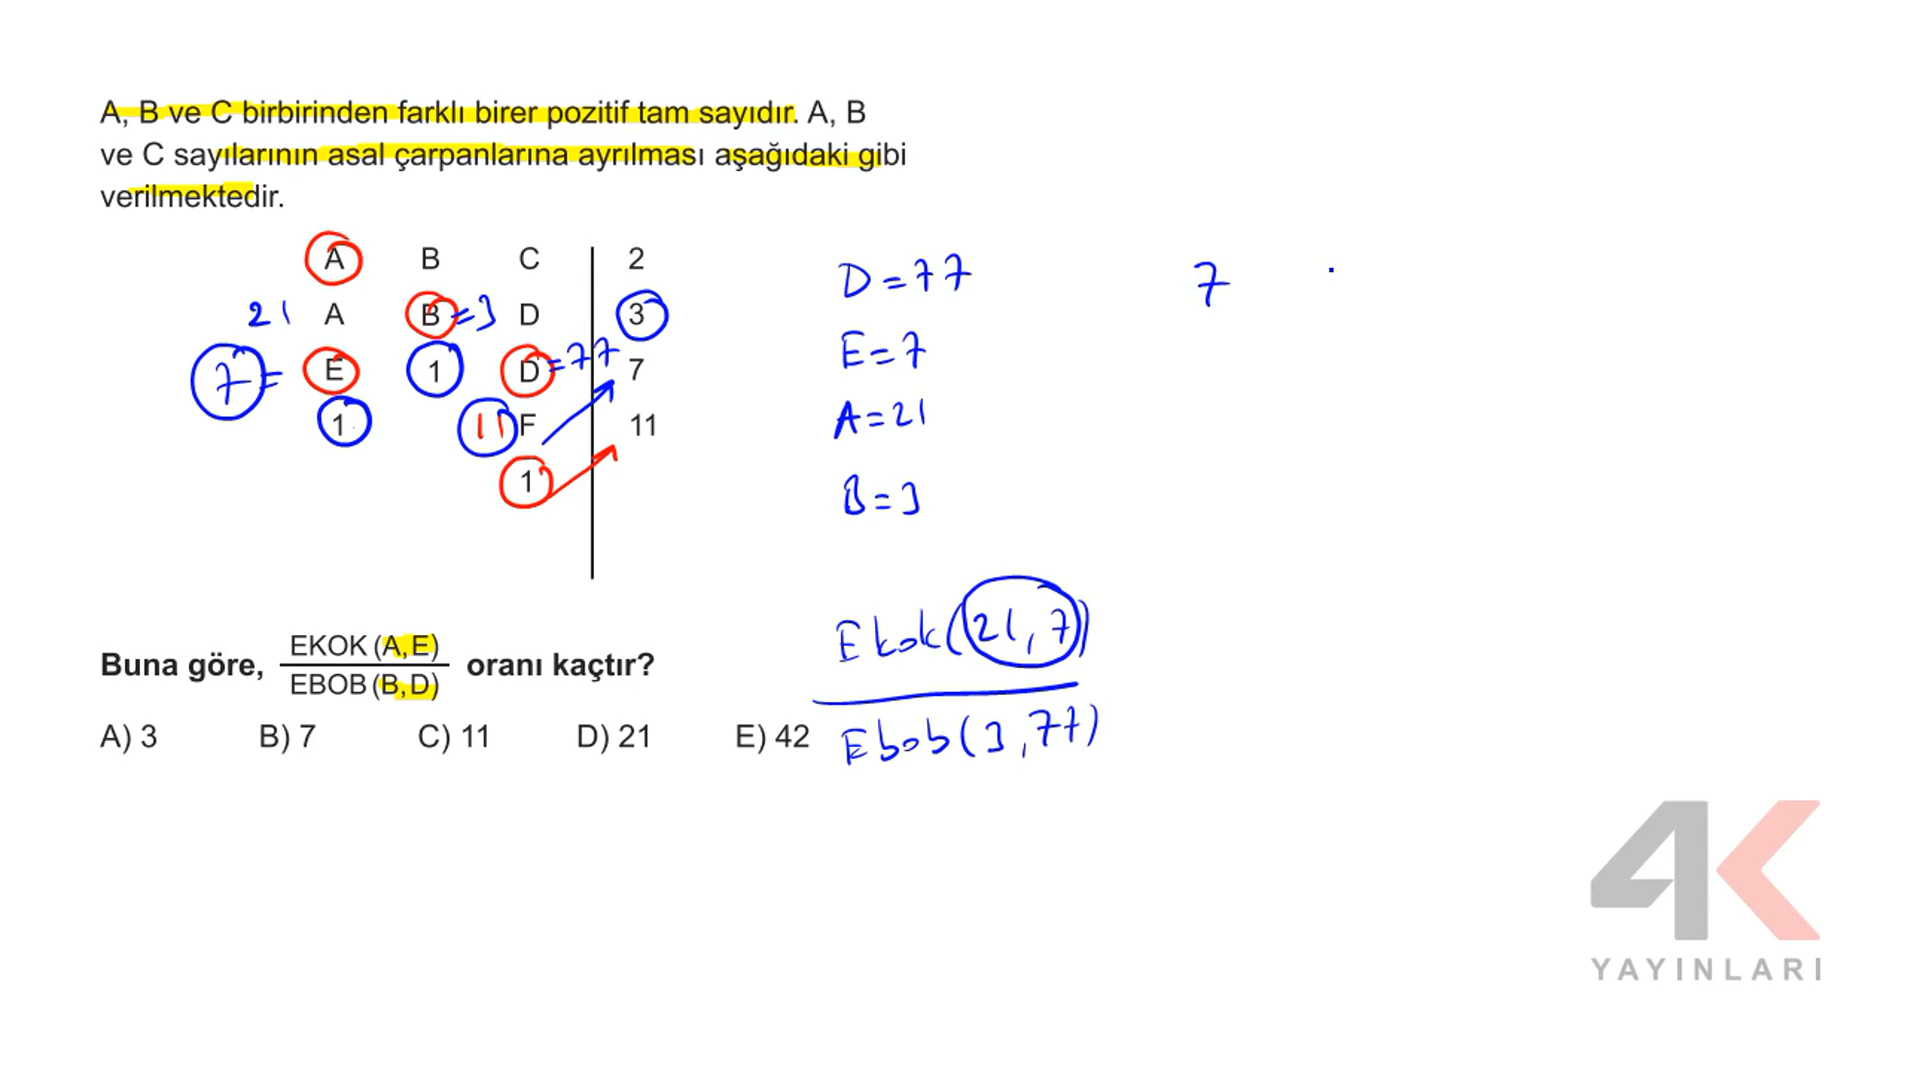 A, B ve C birbirinden farklı birer pozitif tam sayıdır. A, B
ve C sayılarının asal çarpanlarına ayrılması aşağıdaki gibi
verilmektedir.
A B C 2
21 A B = 3 D 3
7 = E 1 D = 77 7
1 11 F 11
1
D = 77
E = 7
A = 21
B = 3
7
Buna göre, EKOK (A,E) / EBOB (B,D) oranı kaçtır?
A) 3 B) 7 C) 11 D) 21 E) 42
Ekok(21, 7)
Ebob(3, 77)
4K
YAYINLARI